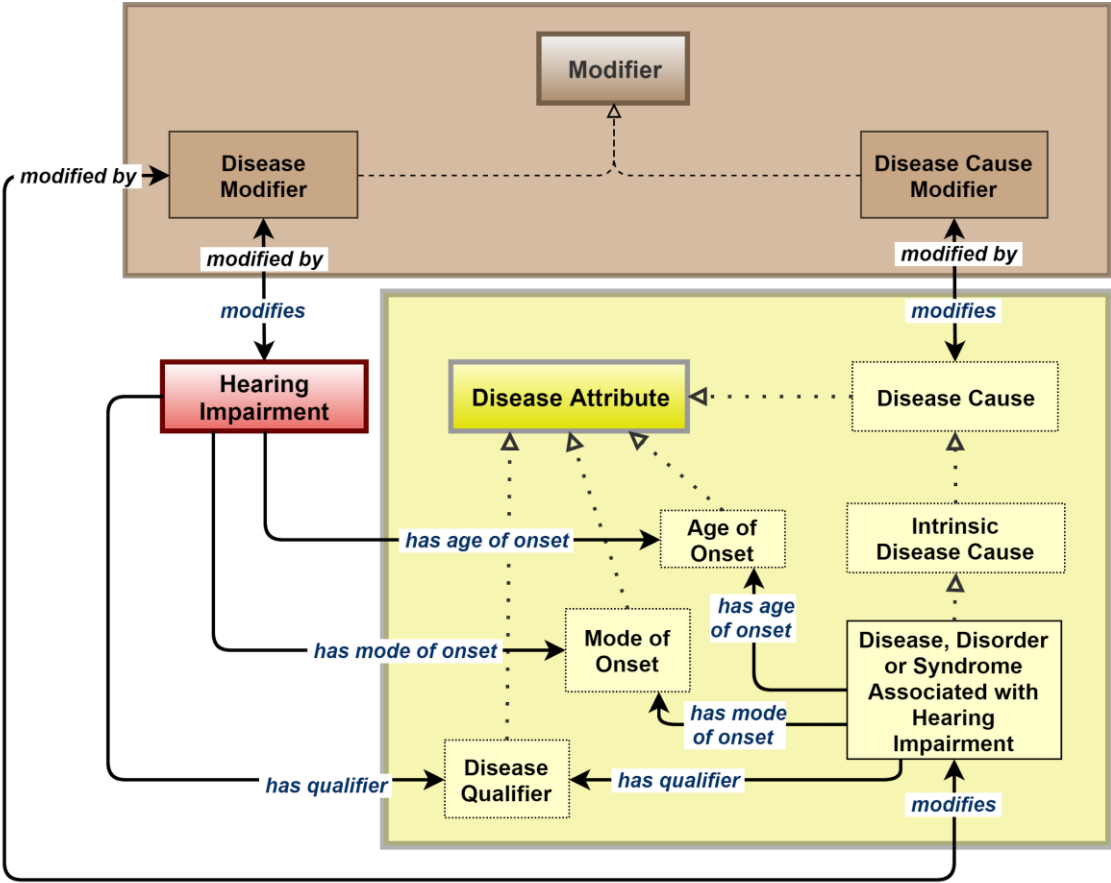 Modifier
Disease
Modifier
Disease Cause
Modifier
modified by
modified by
modified by
modifies
modifies
Hearing
Impairment
Disease Attribute
Disease Cause
has age of onset
Age of
Onset
Intrinsic
Disease Cause
has age
of onset
has mode of onset
Mode of
Onset
Disease, Disorder
or Syndrome
Associated with
Hearing
Impairment
has mode
of onset
has qualifier
Disease
Qualifier
has qualifier
modifies